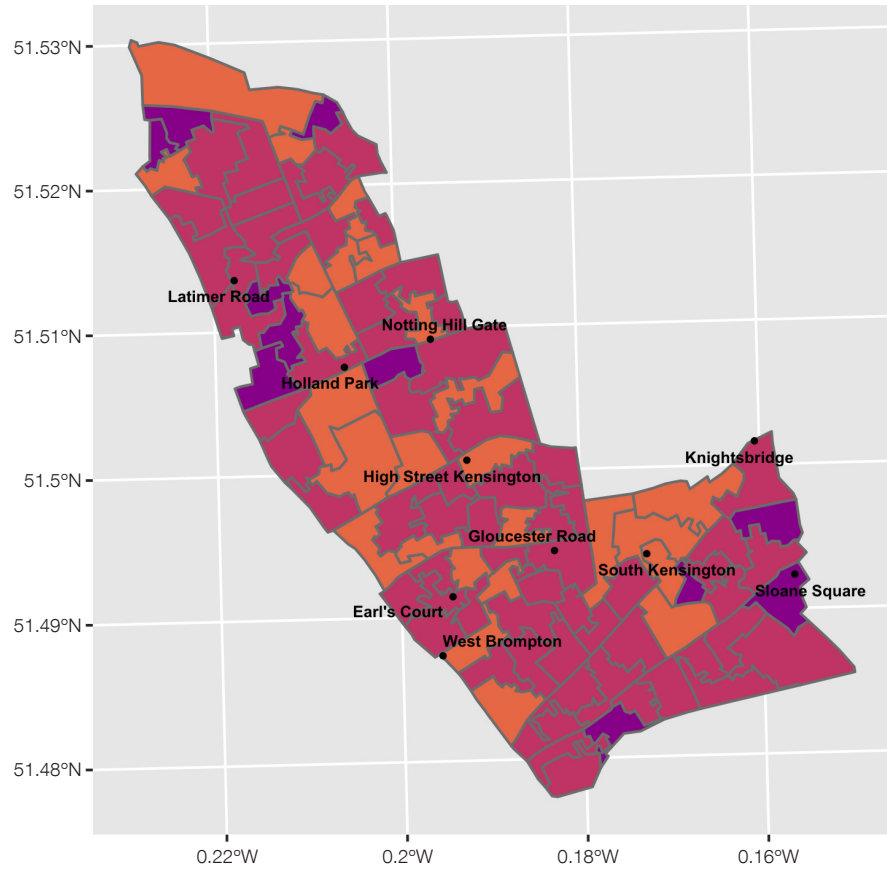 51.53°N
51.52°N
Latimer Road
51.51°N
Notting Hill Gate
Holland Park
Knightsbridge
51.5°N
High Street Kensington
Gloucester Road
South Kensington
Sloane Square
51.49°N
Earl's Court
West Brompton
51.48°N
0.22°W
0.2°W
0.18°W
0.16°W